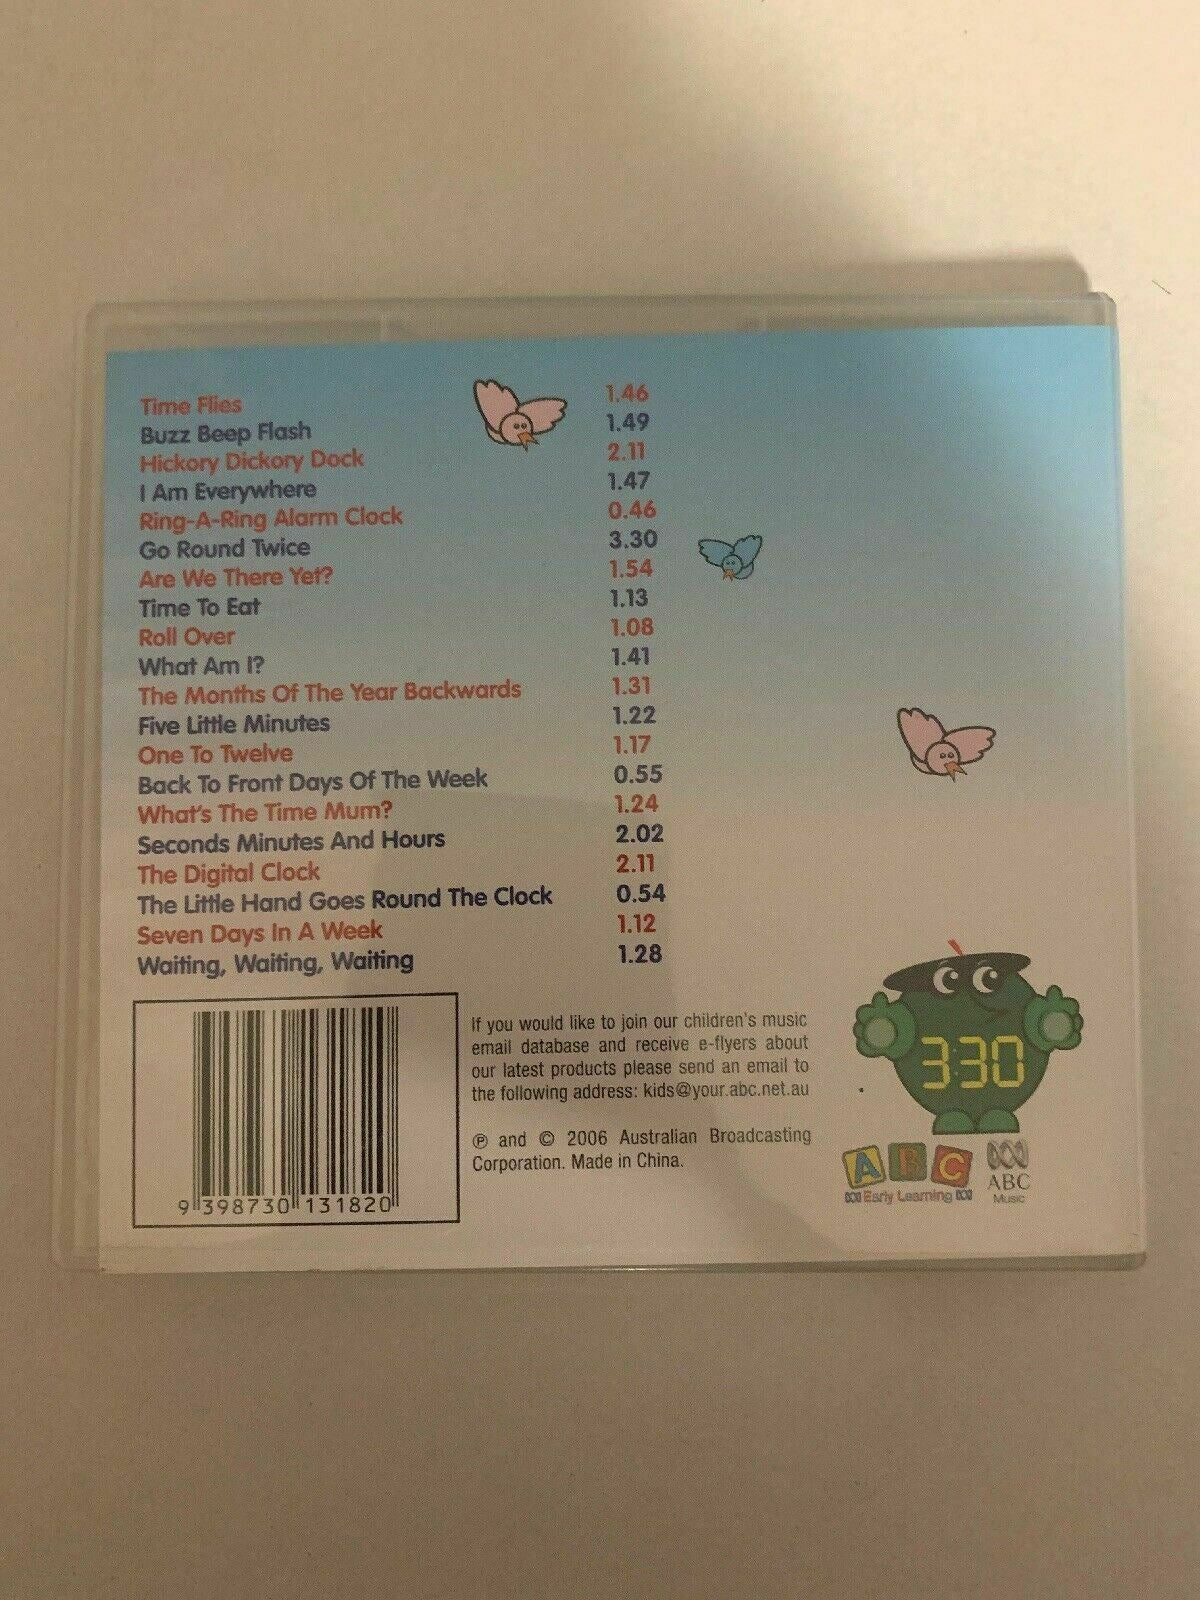 Time Flies 1.46
Buzz Beep Flash 1.49
Hickory Dickory Dock 2.11
I Am Everywhere 1.47
Ring-A-Ring Alarm Clock 0.46
Go Round Twice 3.30
Are We There Yet? 1.54
Time To Eat 1.13
Roll Over 1.08
What Am I? 1.41
The Months Of The Year Backwards 1.31
Five Little Minutes 1.22
One To Twelve 1.17
Back To Front Days Of The Week 0.55
What's The Time Mum? 1.24
Seconds Minutes And Hours 2.02
The Digital Clock 2.11
The Little Hand Goes Round The Clock 0.54
Seven Days In A Week 1.12
Waiting, Waiting, Waiting 1.28
9 398730 131820
If you would like to join our children's music
email database and receive e-flyers about
our latest products please send an email to
the following address: kids@your.abc.net.au
℗ and © 2006 Australian Broadcasting
Corporation. Made in China.
3:30
ABC
Early Learning
ABC
Music